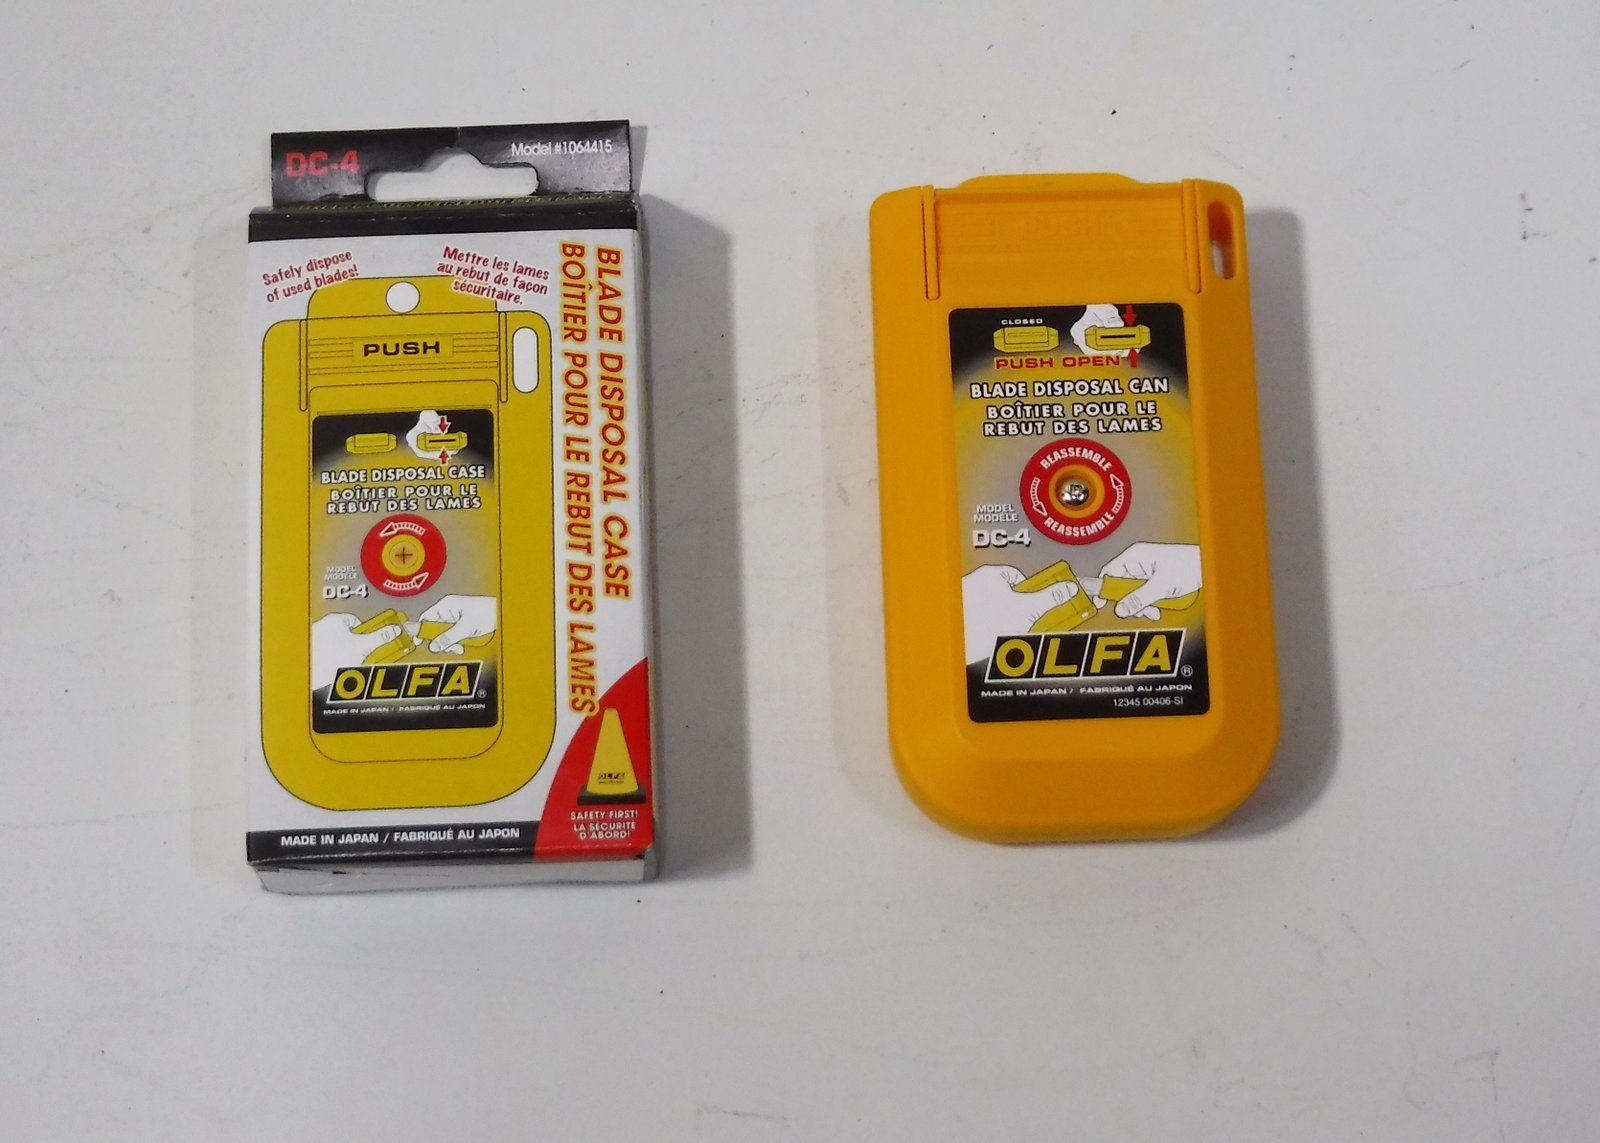 DC-4
Model #1064415
Safely dispose
of used blades!
Mettre les lames
au rebut de façon
sécuritaire.
PUSH
BLADE DISPOSAL CASE
BOÎTIER POUR LE
REBUT DES LAMES
MODEL
MODÈLE
DC-4
OLFA®
MADE IN JAPAN / FABRIQUÉ AU JAPON
BLADE DISPOSAL CASE
BOÎTIER POUR LE REBUT DES LAMES
OLFA
SAFETY FIRST!
LA SÉCURITÉ
D'ABORD!
MADE IN JAPAN / FABRIQUÉ AU JAPON
PUSH
CLOSED
PUSH OPEN
BLADE DISPOSAL CAN
BOÎTIER POUR LE
REBUT DES LAMES
REASSEMBLE
REASSEMBLE
MODEL
MODÈLE
DC-4
OLFA®
MADE IN JAPAN / FABRIQUÉ AU JAPON
12345 00406-SI